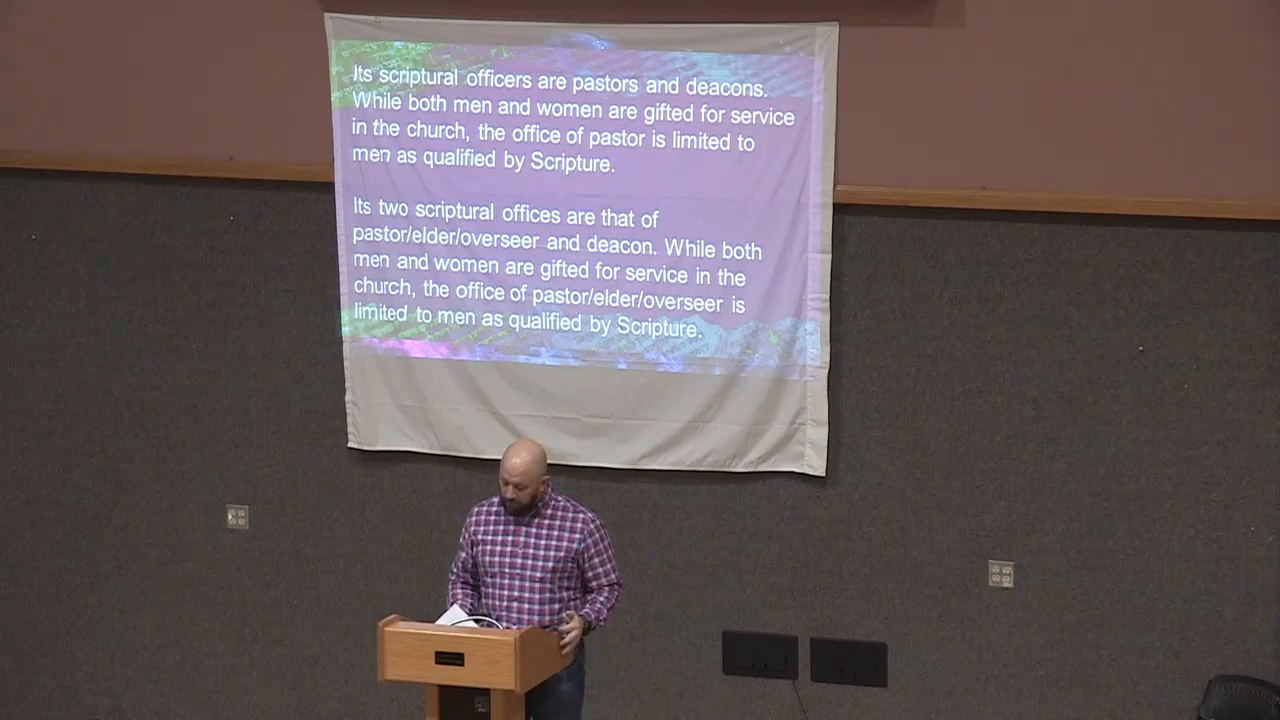 Its scriptural officers are pastors and deacons.
While both men and women are gifted for service
in the church, the office of pastor is limited to
men as qualified by Scripture.
Its two scriptural offices are that of
pastor/elder/overseer and deacon. While both
men and women are gifted for service in the
church, the office of pastor/elder/overseer is
limited to men as qualified by Scripture.